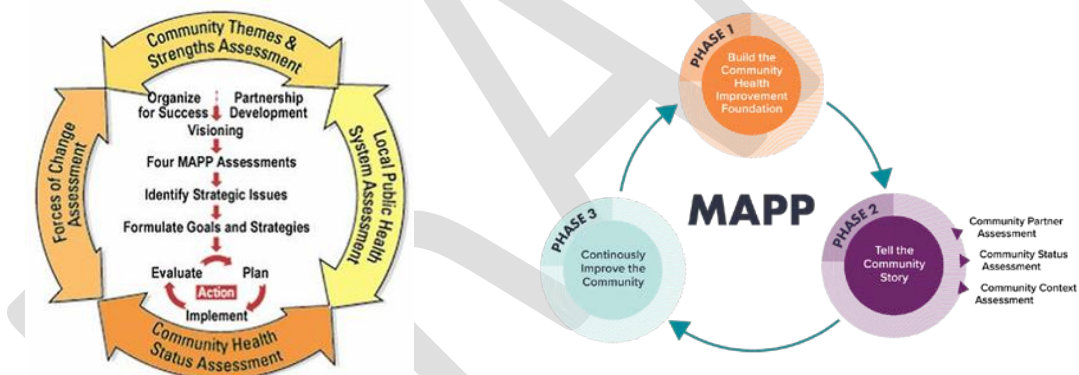 Community Themes &
Strengths Assessment
Organize
for Success
Partnership
Development
Visioning
Four MAPP Assessments
Identify Strategic Issues
Formulate Goals and Strategies
Evaluate
Plan
Action
Implement
Forces of Change
Assessment
Local Public Health
System Assessment
Community Health
Status Assessment
PHASE 1
Build the
Community
Health
Improvement
Foundation
MAPP
PHASE 2
Tell the
Community
Story
Community Partner
Assessment
Community Status
Assessment
Community Context
Assessment
PHASE 3
Continously
Improve the
Community